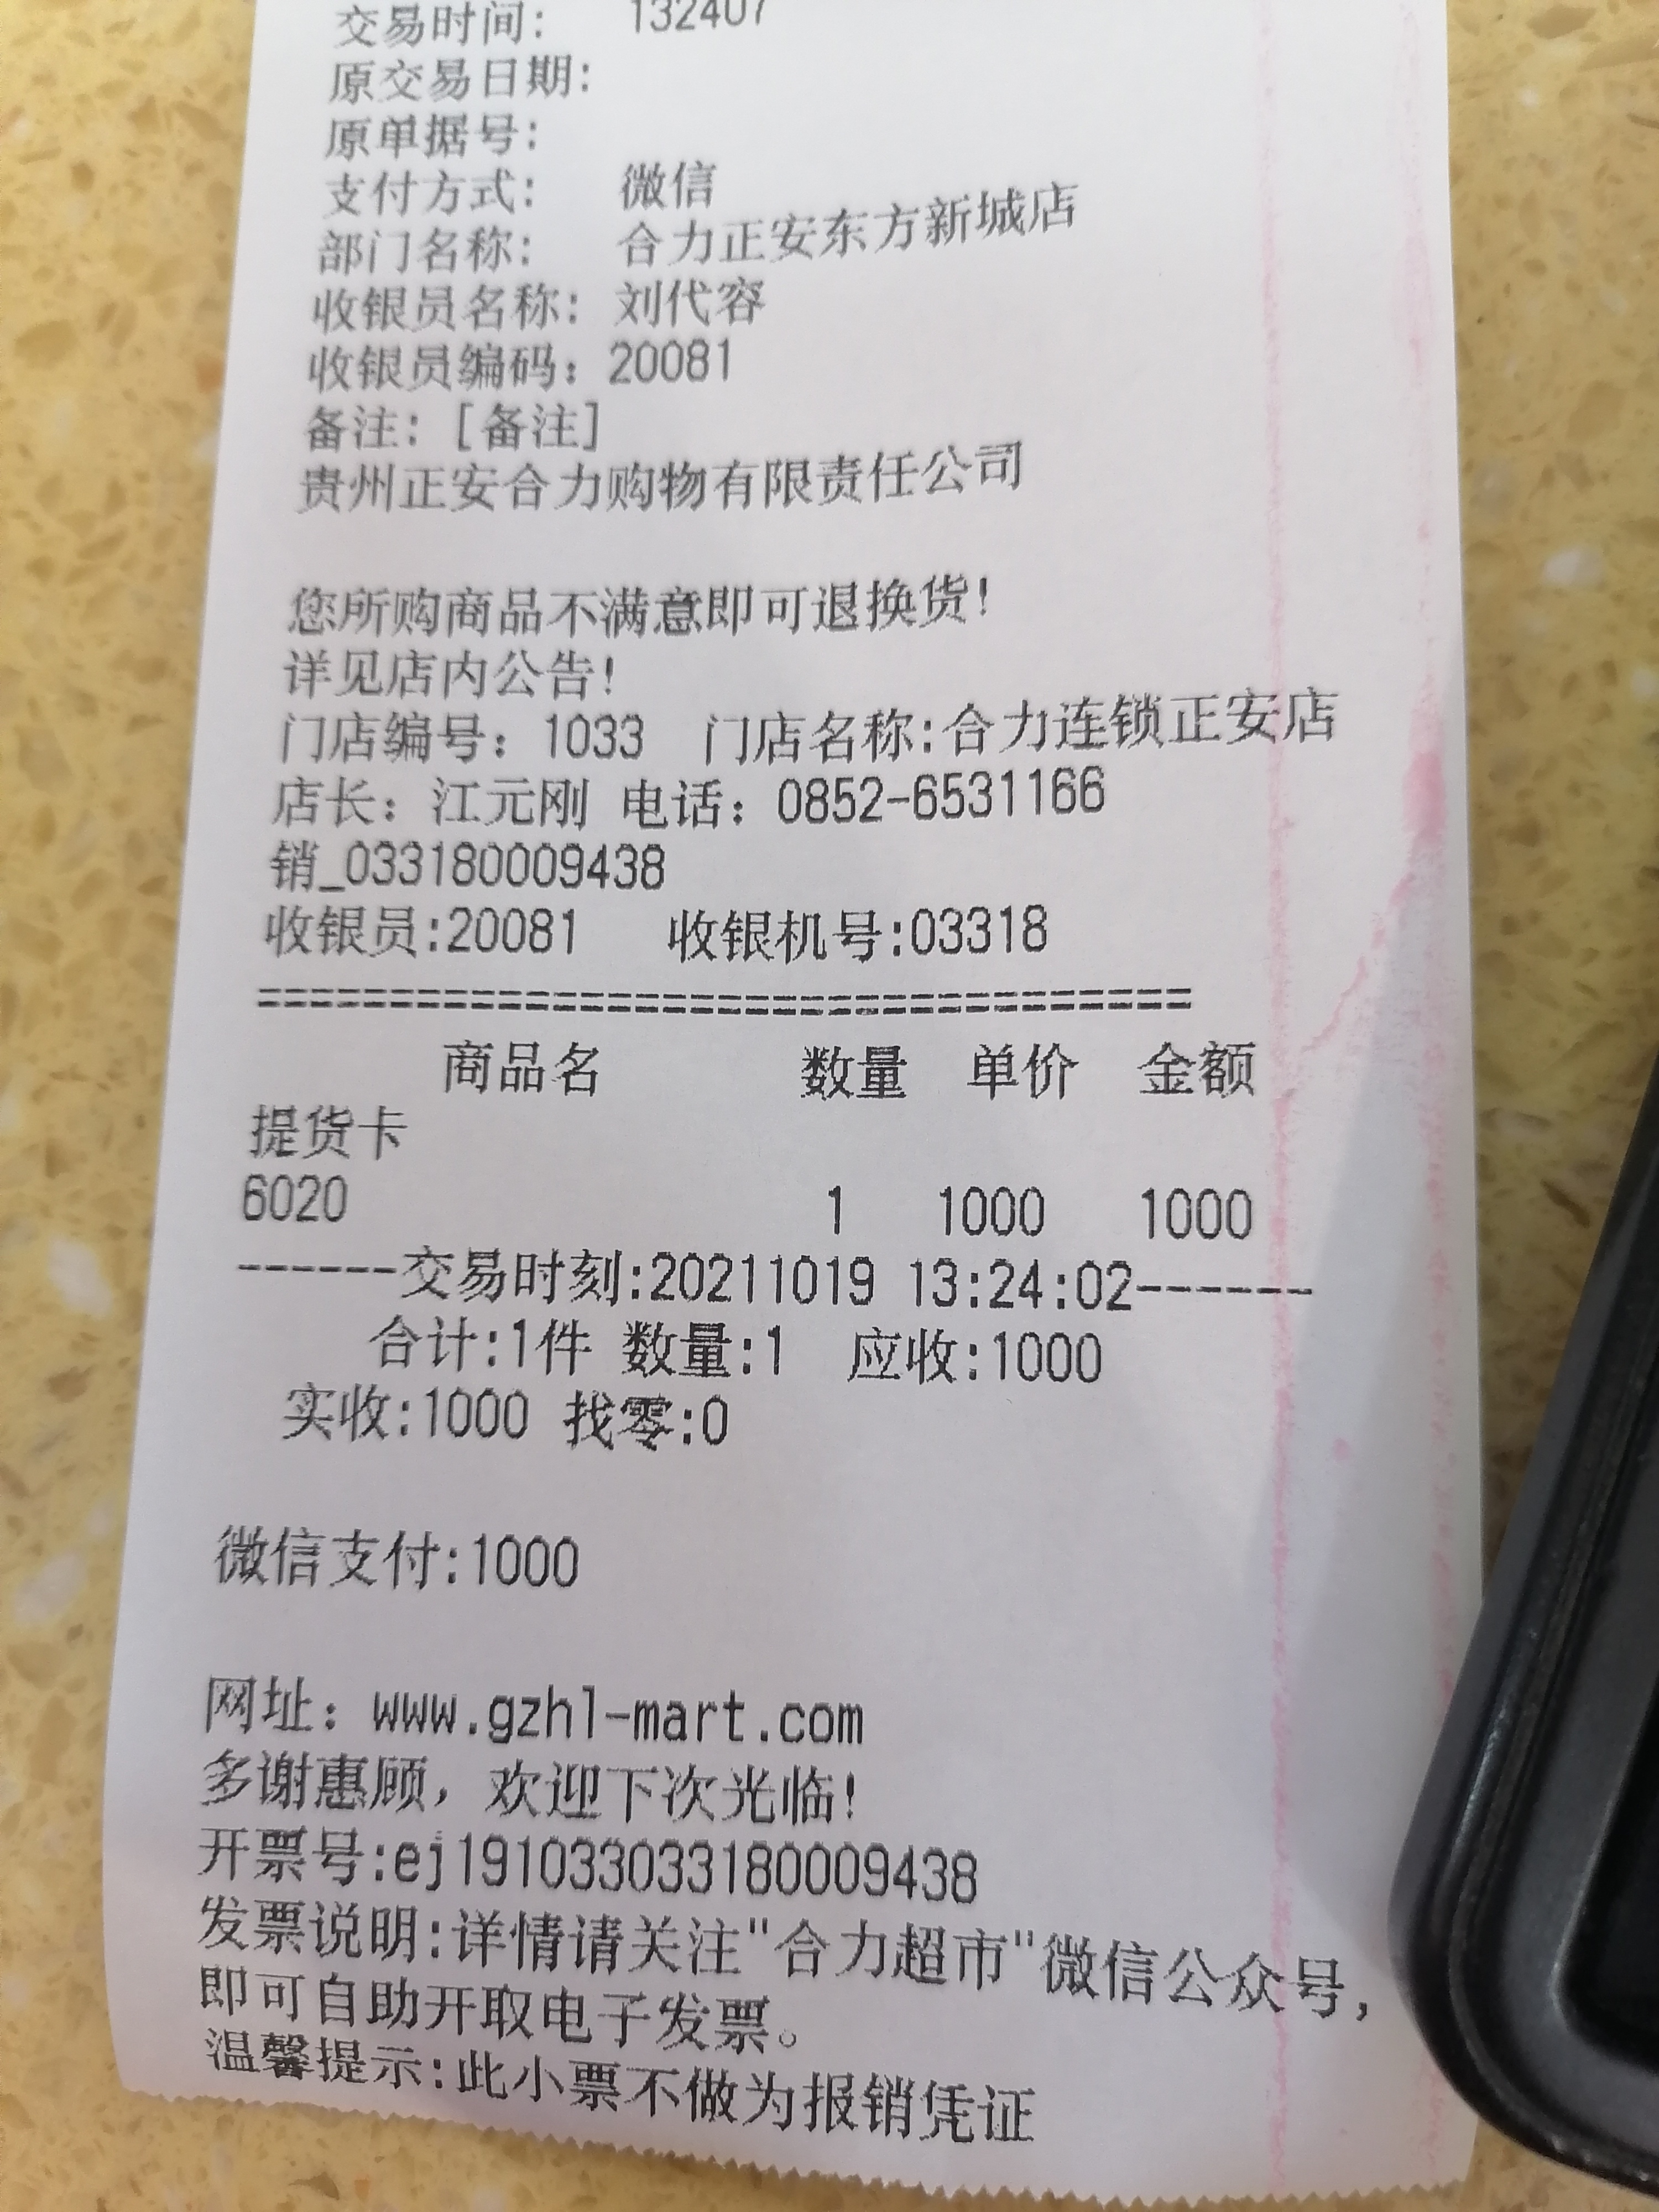 交易时间: 132407
原交易日期:
原单据号:
支付方式: 微信
部门名称: 合力正安东方新城店
收银员名称: 刘代容
收银员编码: 20081
备注: [备注]
贵州正安合力购物有限责任公司
您所购商品不满意即可退换货!
详见店内公告!
门店编号: 1033 门店名称:合力连锁正安店
店长: 江元刚 电话: 0852-6531166
销_033180009438
收银员:20081 收银机号:03318
==================================
商品名 数量 单价 金额
提货卡
6020 1 1000 1000
------交易时刻:20211019 13:24:02------
合计:1件 数量:1 应收:1000
实收:1000 找零:0
微信支付:1000
网址: www.gzhl-mart.com
多谢惠顾, 欢迎下次光临!
开票号:ej191033033180009438
发票说明:详情请关注"合力超市"微信公众号,
即可自助开取电子发票。
温馨提示:此小票不做为报销凭证